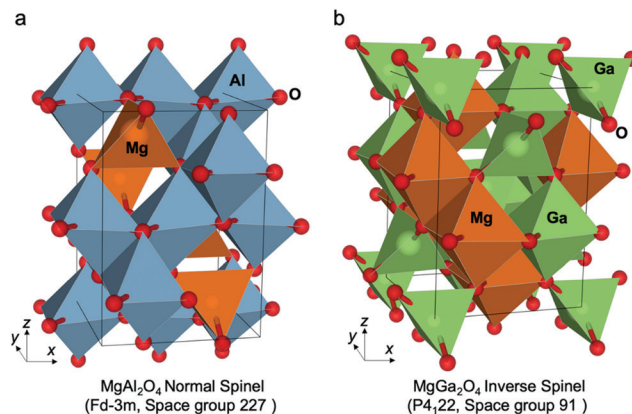 a
Al
O
Mg
z
y
x
MgAl₂O₄ Normal Spinel
(Fd-3m, Space group 227)
b
Ga
O
Mg
Ga
z
y
x
MgGa₂O₄ Inverse Spinel
(P4₁22, Space group 91 )